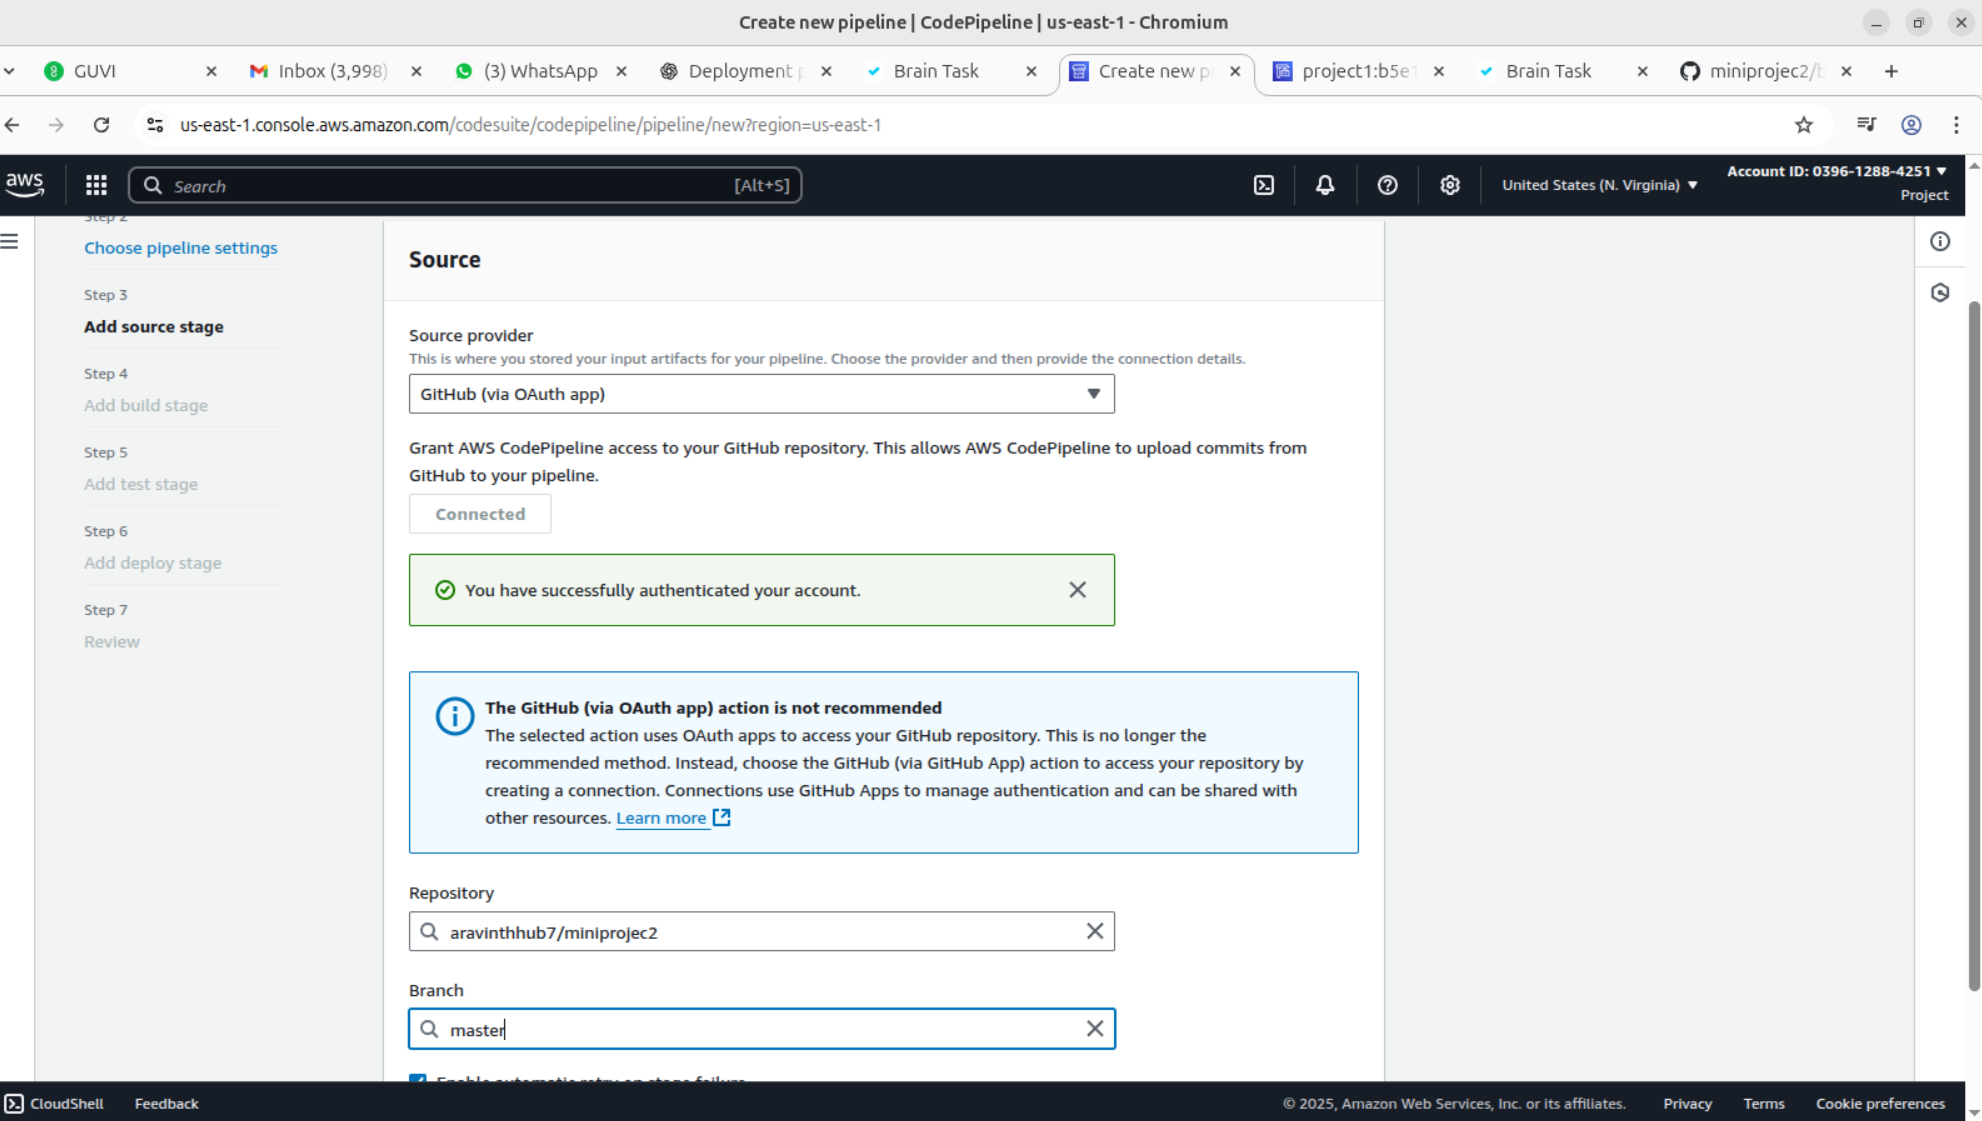 Create new pipeline | CodePipeline | us-east-1 - Chromium
GUVI
Inbox (3,998)
(3) WhatsApp
Deployment p
Brain Task
Create new pi
project1:b5e1
Brain Task
miniprojec2/b
us-east-1.console.aws.amazon.com/codesuite/codepipeline/pipeline/new?region=us-east-1
aws
Search
[Alt+S]
United States (N. Virginia)
Account ID: 0396-1288-4251
Project
Step 2
Choose pipeline settings
Step 3
Add source stage
Step 4
Add build stage
Step 5
Add test stage
Step 6
Add deploy stage
Step 7
Review
Source
Source provider
This is where you stored your input artifacts for your pipeline. Choose the provider and then provide the connection details.
GitHub (via OAuth app)
Grant AWS CodePipeline access to your GitHub repository. This allows AWS CodePipeline to upload commits from
GitHub to your pipeline.
Connected
You have successfully authenticated your account.
The GitHub (via OAuth app) action is not recommended
The selected action uses OAuth apps to access your GitHub repository. This is no longer the
recommended method. Instead, choose the GitHub (via GitHub App) action to access your repository by
creating a connection. Connections use GitHub Apps to manage authentication and can be shared with
other resources. Learn more
Repository
aravinthhub7/miniprojec2
Branch
master
Enable automatic retry on stage failure
CloudShell
Feedback
© 2025, Amazon Web Services, Inc. or its affiliates.
Privacy
Terms
Cookie preferences